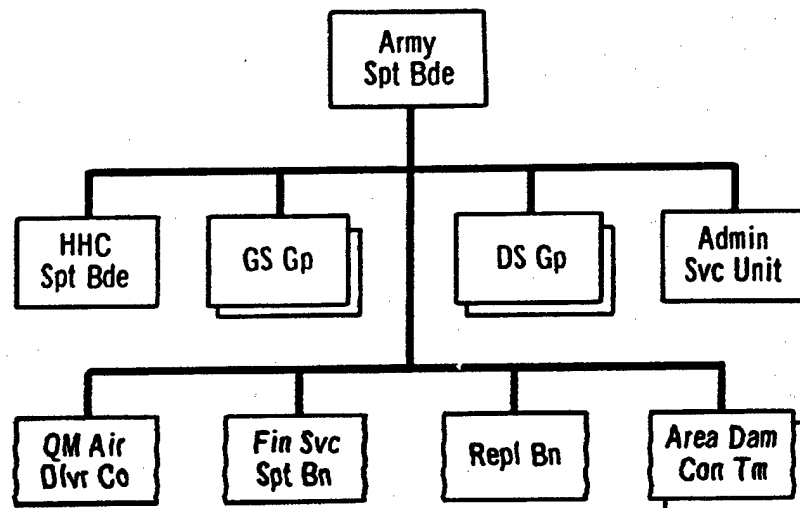 Army
Spt Bde
HHC
Spt Bde
GS Gp
DS Gp
Admin
Svc Unit
QM Air
Dlvr Co
Fin Svc
Spt Bn
Repl Bn
Area Dam
Con Tm